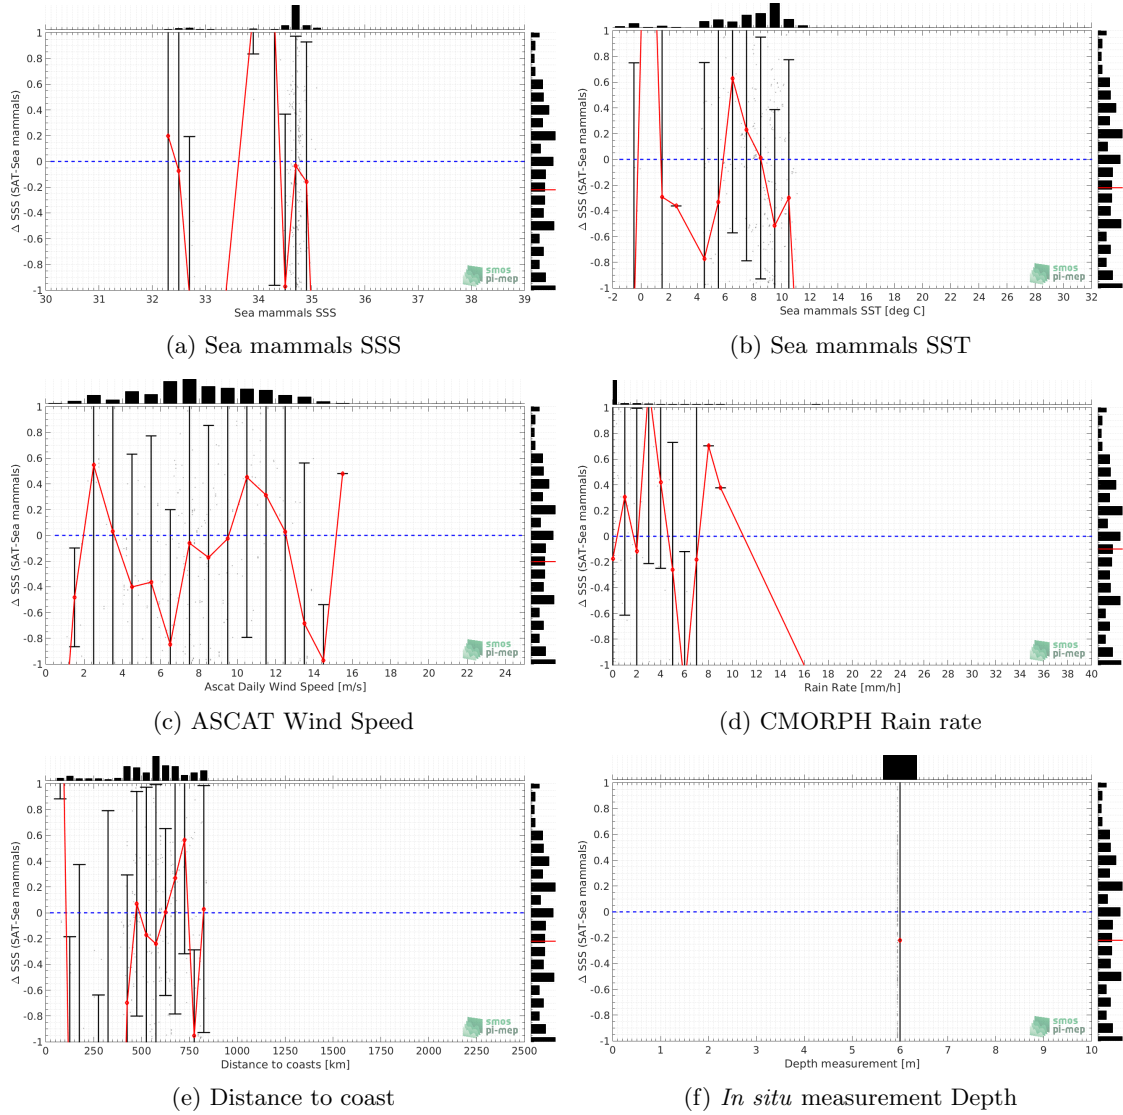 1
0.8
0.6
0.4
0.2
0
-0.2
-0.4
-0.6
-0.8
-1
Δ SSS (SAT-Sea mammals)
smos
pi-mep
30 31 32 33 34 35 36 37 38 39
Sea mammals SSS
(a) Sea mammals SSS
1
0.8
0.6
0.4
0.2
0
-0.2
-0.4
-0.6
-0.8
-1
Δ SSS (SAT-Sea mammals)
smos
pi-mep
-2 0 2 4 6 8 10 12 14 16 18 20 22 24 26 28 30 32
Sea mammals SST [deg C]
(b) Sea mammals SST
1
0.8
0.6
0.4
0.2
0
-0.2
-0.4
-0.6
-0.8
-1
Δ SSS (SAT-Sea mammals)
smos
pi-mep
0 2 4 6 8 10 12 14 16 18 20 22 24
Ascat Daily Wind Speed [m/s]
(c) ASCAT Wind Speed
1
0.8
0.6
0.4
0.2
0
-0.2
-0.4
-0.6
-0.8
-1
Δ SSS (SAT-Sea mammals)
smos
pi-mep
0 2 4 6 8 10 12 14 16 18 20 22 24 26 28 30 32 34 36 38 40
Rain Rate [mm/h]
(d) CMORPH Rain rate
1
0.8
0.6
0.4
0.2
0
-0.2
-0.4
-0.6
-0.8
-1
Δ SSS (SAT-Sea mammals)
smos
pi-mep
0 250 500 750 1000 1250 1500 1750 2000 2250 2500
Distance to coasts [km]
(e) Distance to coast
1
0.8
0.6
0.4
0.2
0
-0.2
-0.4
-0.6
-0.8
-1
Δ SSS (SAT-Sea mammals)
smos
pi-mep
0 1 2 3 4 5 6 7 8 9 10
Depth measurement [m]
(f) In situ measurement Depth